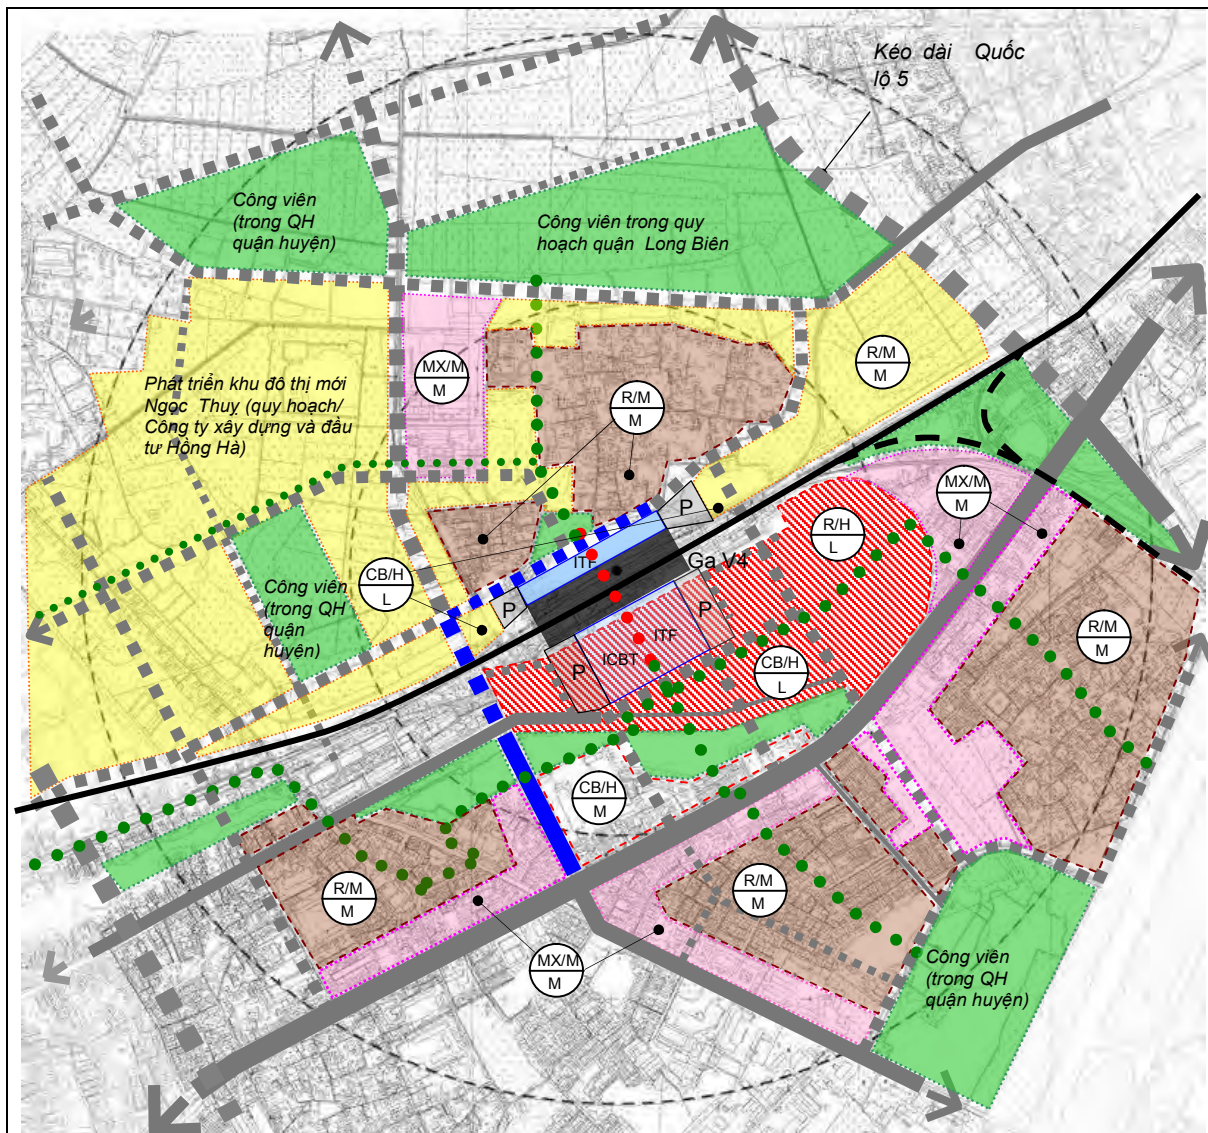 Kéo dài Quốc
lộ 5
Công viên
(trong QH
quận huyện)
Công viên trong quy
hoạch quận Long Biên
R/M
M
MX/M
M
Phát triển khu đô thị mới
Ngọc Thuỵ (quy hoạch/
Công ty xây dựng và đầu
tư Hồng Hà)
R/M
M
MX/M
M
P
R/H
L
ITF
Ga V4
CB/H
L
Công viên
(trong QH
quận
huyện)
P
P
ITF
R/M
M
ICBT
P
CB/H
L
CB/H
M
R/M
M
R/M
M
MX/M
M
Công viên
(trong QH
quận huyện)